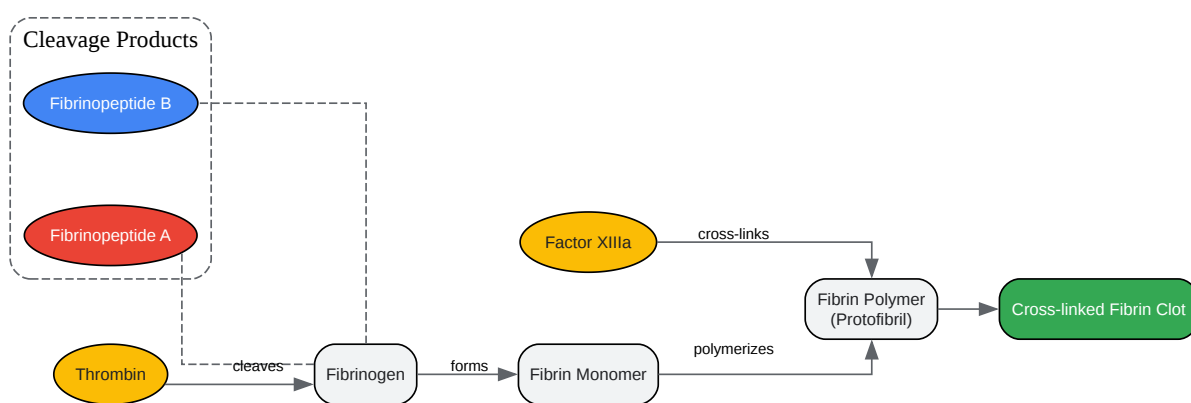 Cleavage Products
Fibrinopeptide B
Fibrinopeptide A
Factor XIIIa
cross-links
Fibrin Polymer
(Protofibril)
Cross-linked Fibrin Clot
polymerizes
Thrombin
cleaves
Fibrinogen
forms
Fibrin Monomer